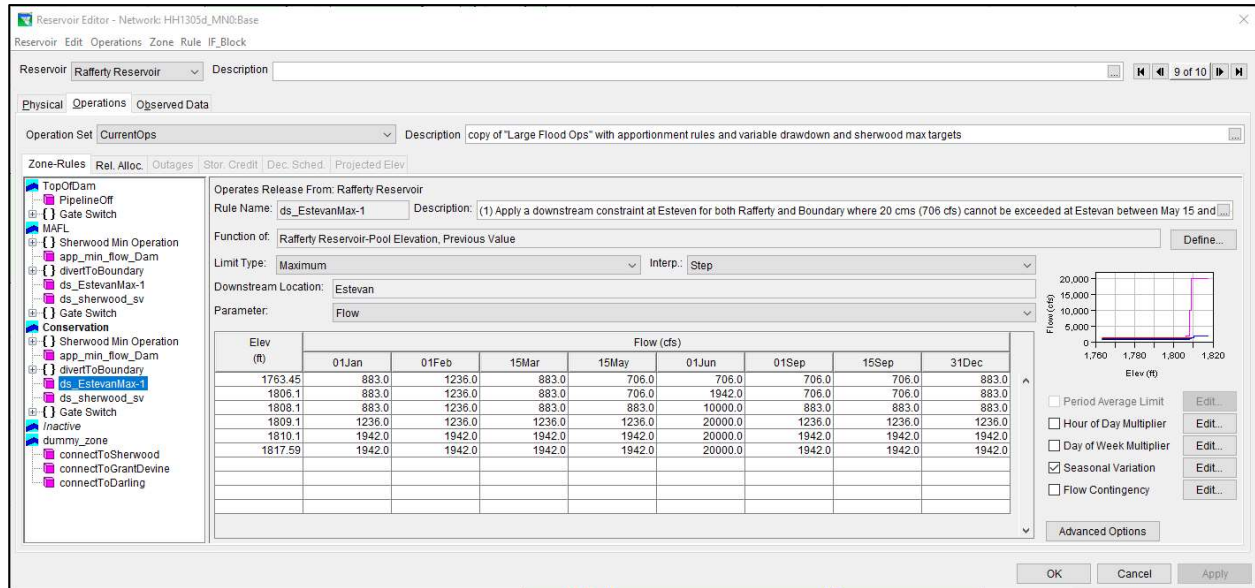 Reservoir Editor - Network: HH1305d_MN0:Base
Reservoir Edit Operations Zone Rule IF_Block
Reservoir Rafferty Reservoir Description ... 9 of 10
Physical Operations Observed Data
Operation Set CurrentOps Description copy of "Large Flood Ops" with apportionment rules and variable drawdown and sherwood max targets ...
Zone-Rules Rel. Alloc. Outages Stor. Credit Dec. Sched. Projected Elev
TopOfDam
PipelineOff
{ } Gate Switch
MAFL
{ } Sherwood Min Operation
app_min_flow_Dam
{ } divertToBoundary
ds_EstevanMax-1
ds_sherwood_sv
{ } Gate Switch
Conservation
{ } Sherwood Min Operation
app_min_flow_Dam
{ } divertToBoundary
ds_EstevanMax-1
ds_sherwood_sv
{ } Gate Switch
Inactive
dummy_zone
connectToSherwood
connectToGrantDevine
connectToDarling
Operates Release From: Rafferty Reservoir
Rule Name: ds_EstevanMax-1 Description: (1) Apply a downstream constraint at Esteven for both Rafferty and Boundary where 20 cms (706 cfs) cannot be exceeded at Estevan between May 15 and ...
Function of: Rafferty Reservoir-Pool Elevation, Previous Value Define...
Limit Type: Maximum Interp.: Step
Downstream Location: Estevan
Parameter: Flow
Elev (ft) Flow (cfs)
01Jan 01Feb 15Mar 15May 01Jun 01Sep 15Sep 31Dec
1763.45 883.0 1236.0 883.0 706.0 706.0 706.0 706.0 883.0
1806.1 883.0 1236.0 883.0 706.0 1942.0 706.0 706.0 883.0
1808.1 883.0 1236.0 883.0 883.0 10000.0 883.0 883.0 883.0
1809.1 1236.0 1236.0 1236.0 1236.0 20000.0 1236.0 1236.0 1236.0
1810.1 1942.0 1942.0 1942.0 1942.0 20000.0 1942.0 1942.0 1942.0
1817.59 1942.0 1942.0 1942.0 1942.0 20000.0 1942.0 1942.0 1942.0
Flow (cfs)
20,000
15,000
10,000
5,000
0
1,760 1,780 1,800 1,820
Elev (ft)
Period Average Limit Edit...
Hour of Day Multiplier Edit...
Day of Week Multiplier Edit...
Seasonal Variation Edit...
Flow Contingency Edit...
Advanced Options
OK Cancel Apply